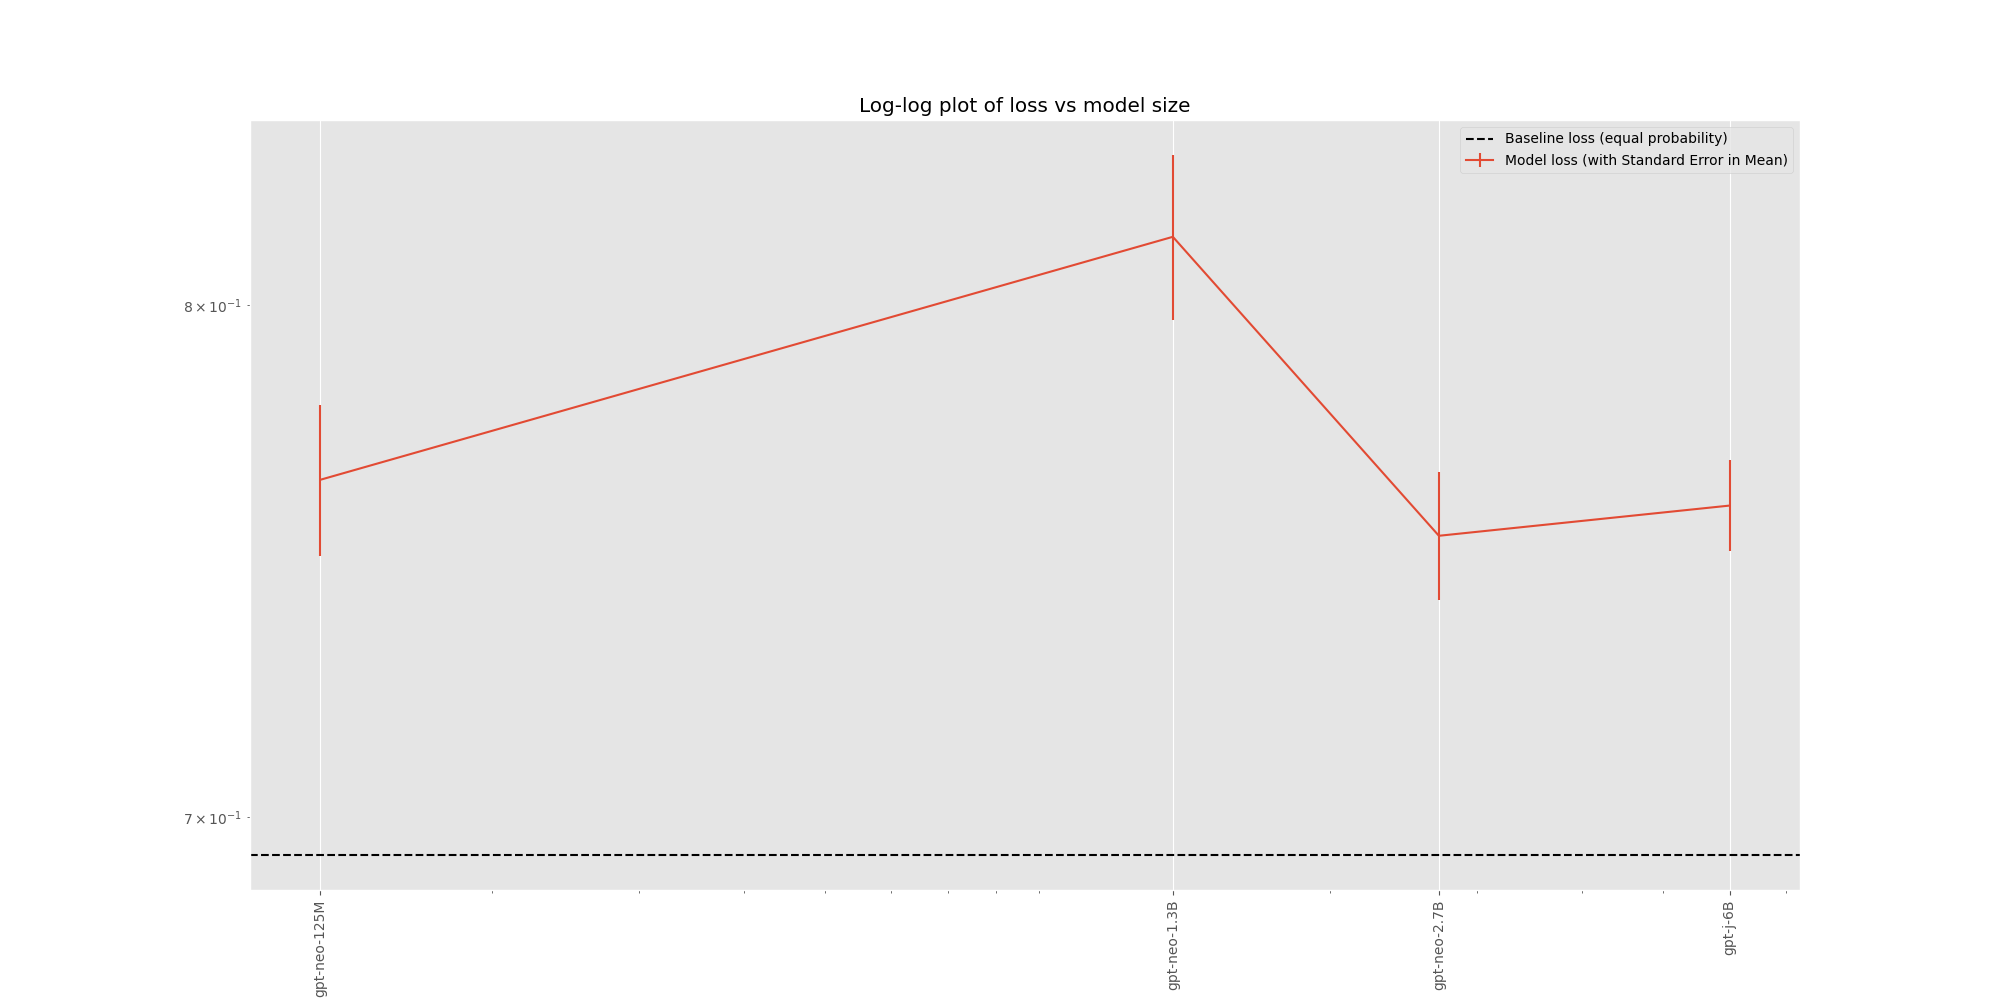 Log-log plot of loss vs model size
Baseline loss (equal probability)
Model loss (with Standard Error in Mean)
8 × 10⁻¹
7 × 10⁻¹
gpt-neo-125M
gpt-neo-1.3B
gpt-neo-2.7B
gpt-j-6B